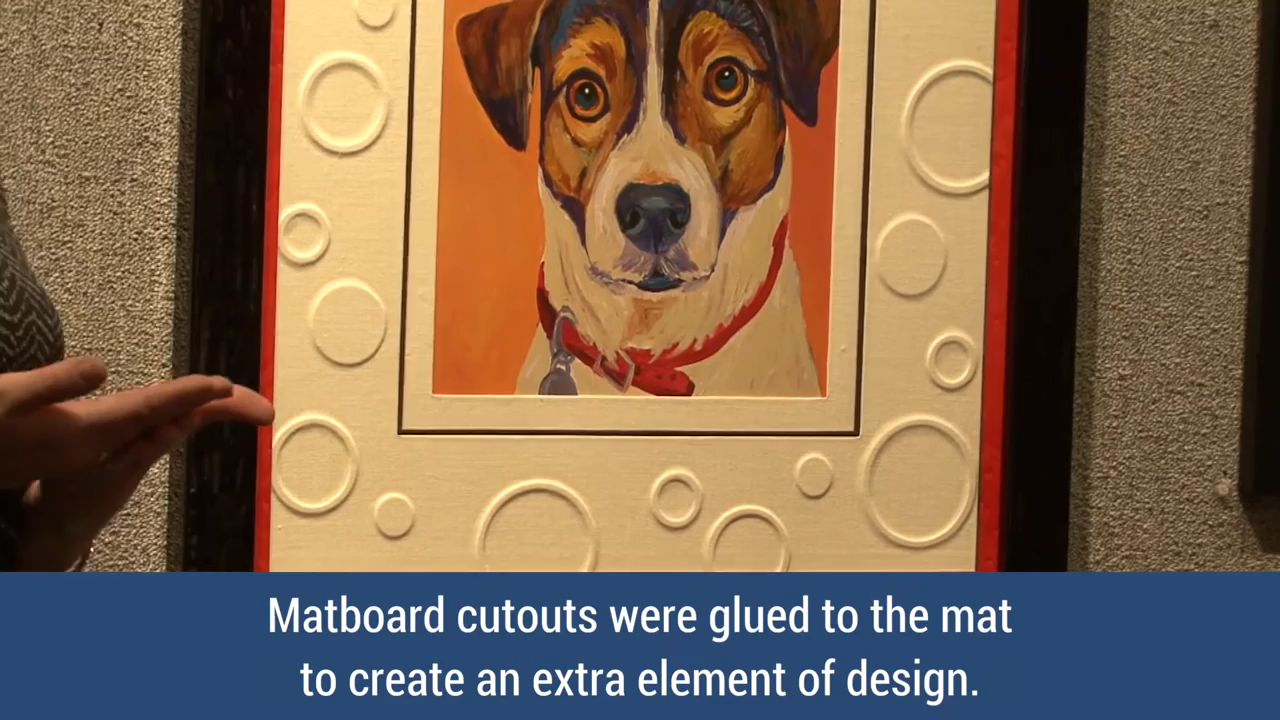 Matboard cutouts were glued to the mat
to create an extra element of design.